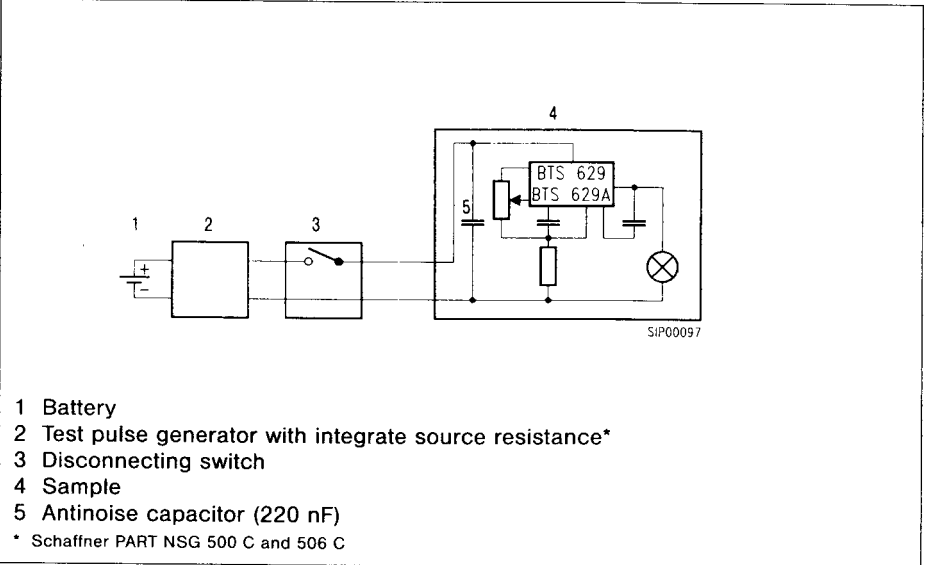 4
BTS 629
BTS 629A
5
1 2 3
+
−
SIP00097
1 Battery
2 Test pulse generator with integrate source resistance*
3 Disconnecting switch
4 Sample
5 Antinoise capacitor (220 nF)
* Schaffner PART NSG 500 C and 506 C